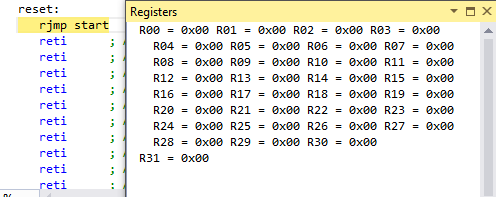 reset:
rjmp start
reti ; /
reti ; /
reti ; /
reti ; /
reti ; /
reti ; /
reti ; /
reti ; /
reti ; /
%
Registers
R00 = 0x00 R01 = 0x00 R02 = 0x00 R03 = 0x00
R04 = 0x00 R05 = 0x00 R06 = 0x00 R07 = 0x00
R08 = 0x00 R09 = 0x00 R10 = 0x00 R11 = 0x00
R12 = 0x00 R13 = 0x00 R14 = 0x00 R15 = 0x00
R16 = 0x00 R17 = 0x00 R18 = 0x00 R19 = 0x00
R20 = 0x00 R21 = 0x00 R22 = 0x00 R23 = 0x00
R24 = 0x00 R25 = 0x00 R26 = 0x00 R27 = 0x00
R28 = 0x00 R29 = 0x00 R30 = 0x00
R31 = 0x00